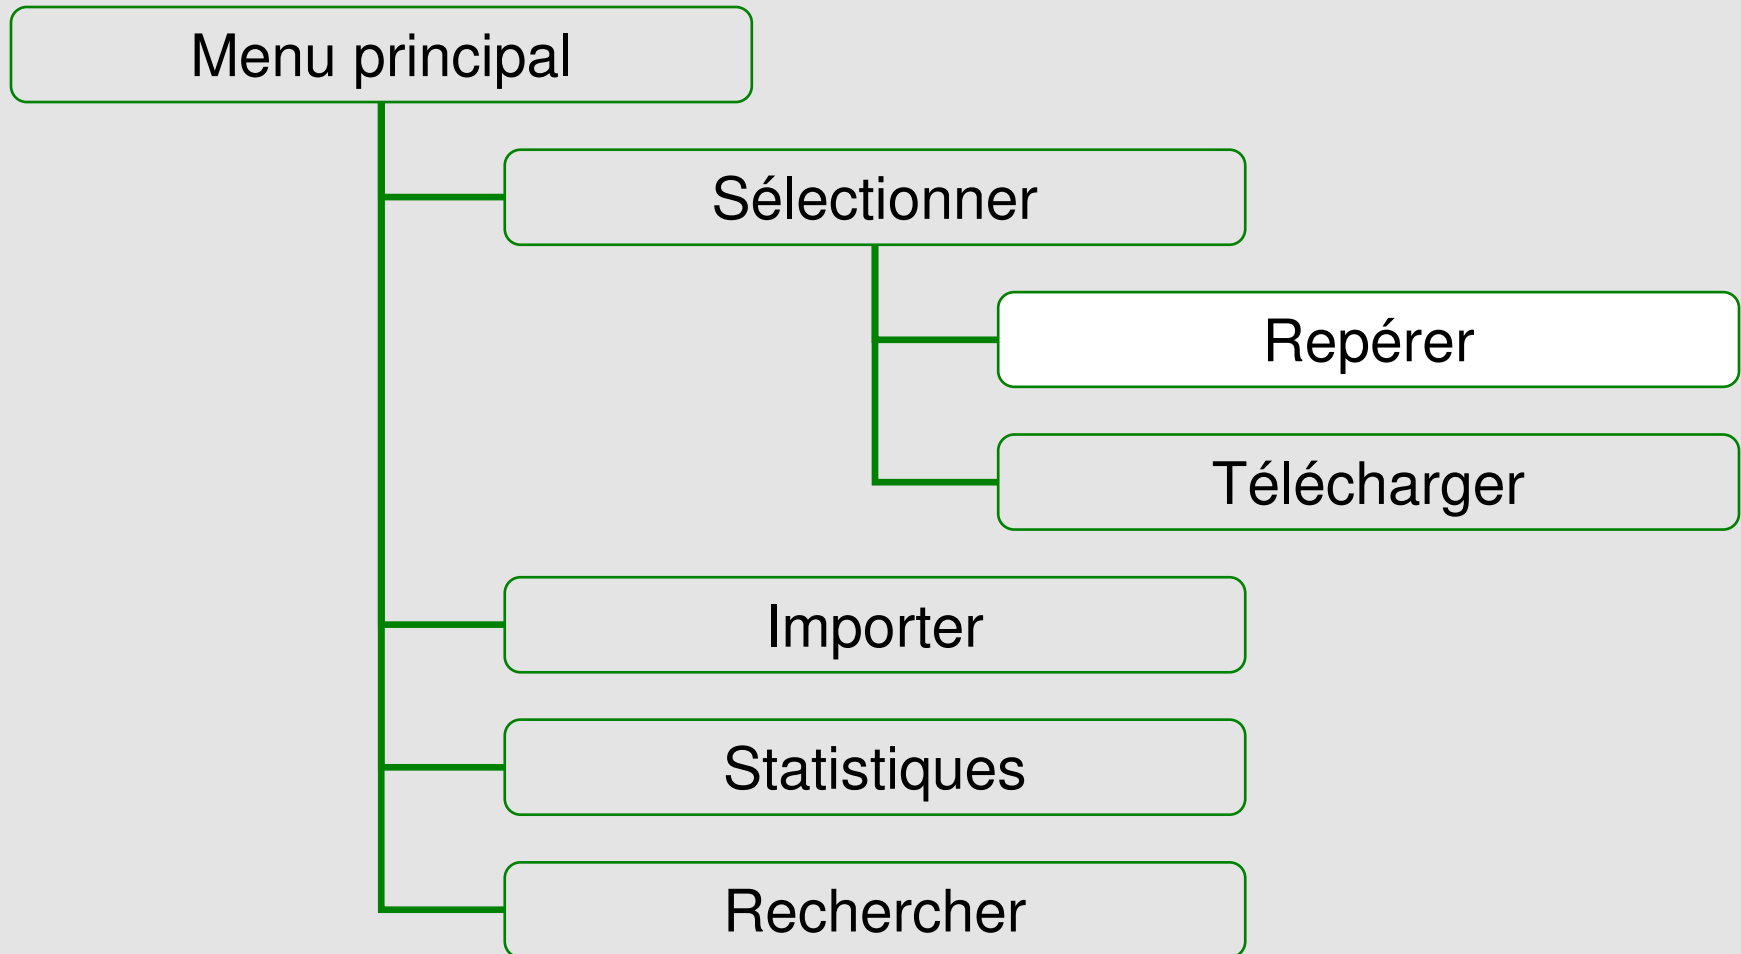 Menu principal
Sélectionner
Repérer
Télécharger
Importer
Statistiques
Rechercher